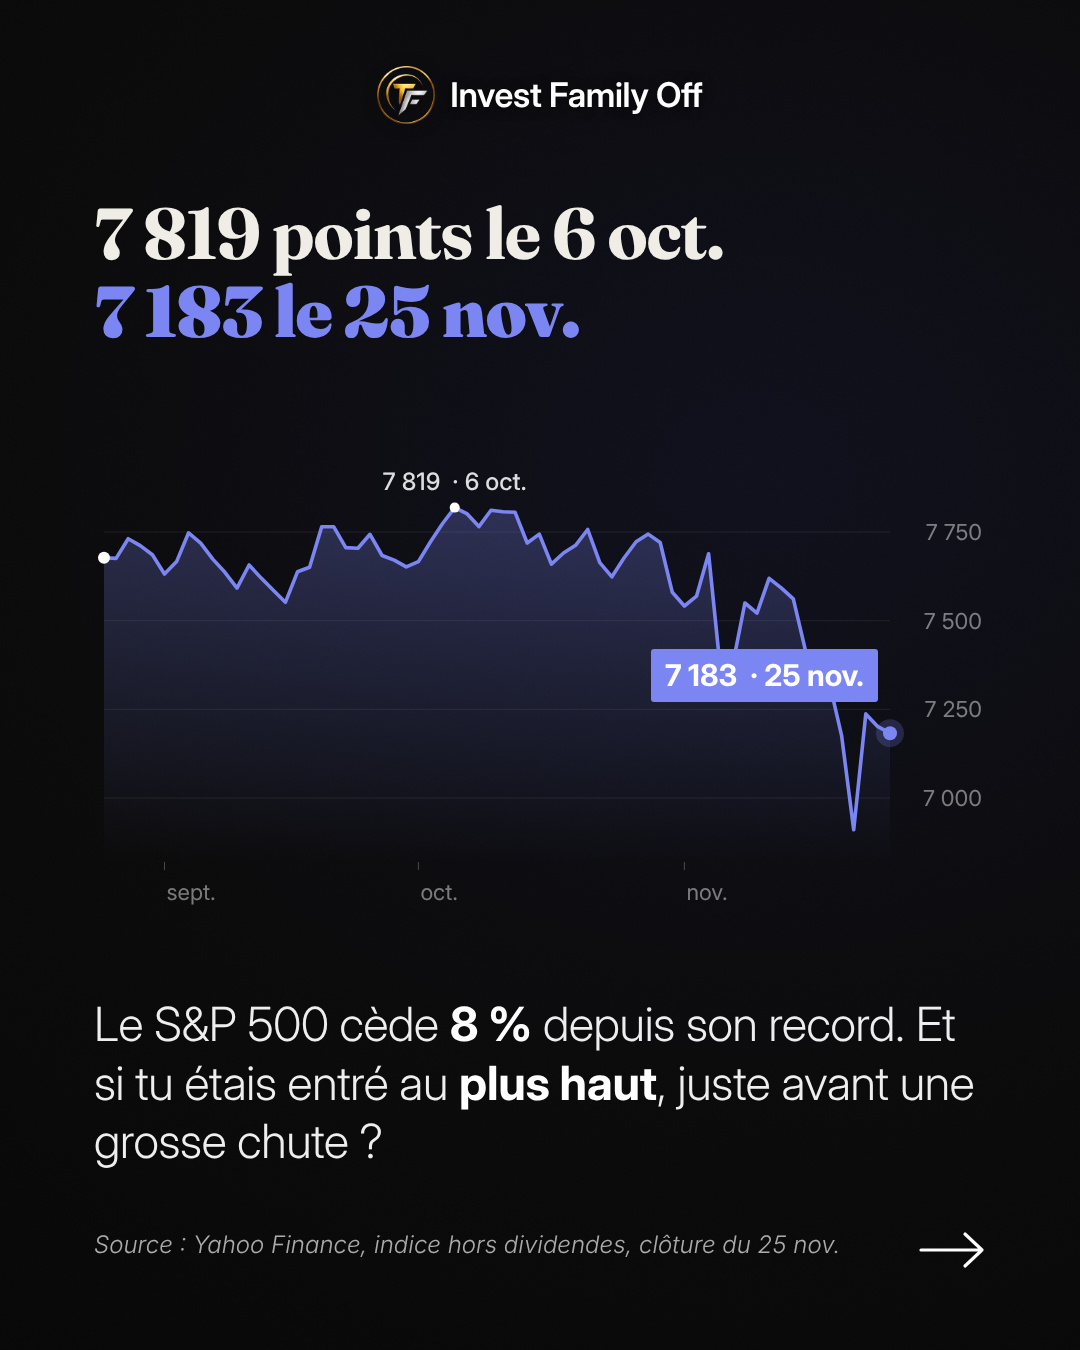 TF Invest Family Off
7 819 points le 6 oct.
7 183 le 25 nov.
7 819 · 6 oct.
7 750
7 500
7 183 · 25 nov.
7 250
7 000
sept. oct. nov.
Le S&P 500 cède 8 % depuis son record. Et
si tu étais entré au plus haut, juste avant une
grosse chute ?
Source : Yahoo Finance, indice hors dividendes, clôture du 25 nov.